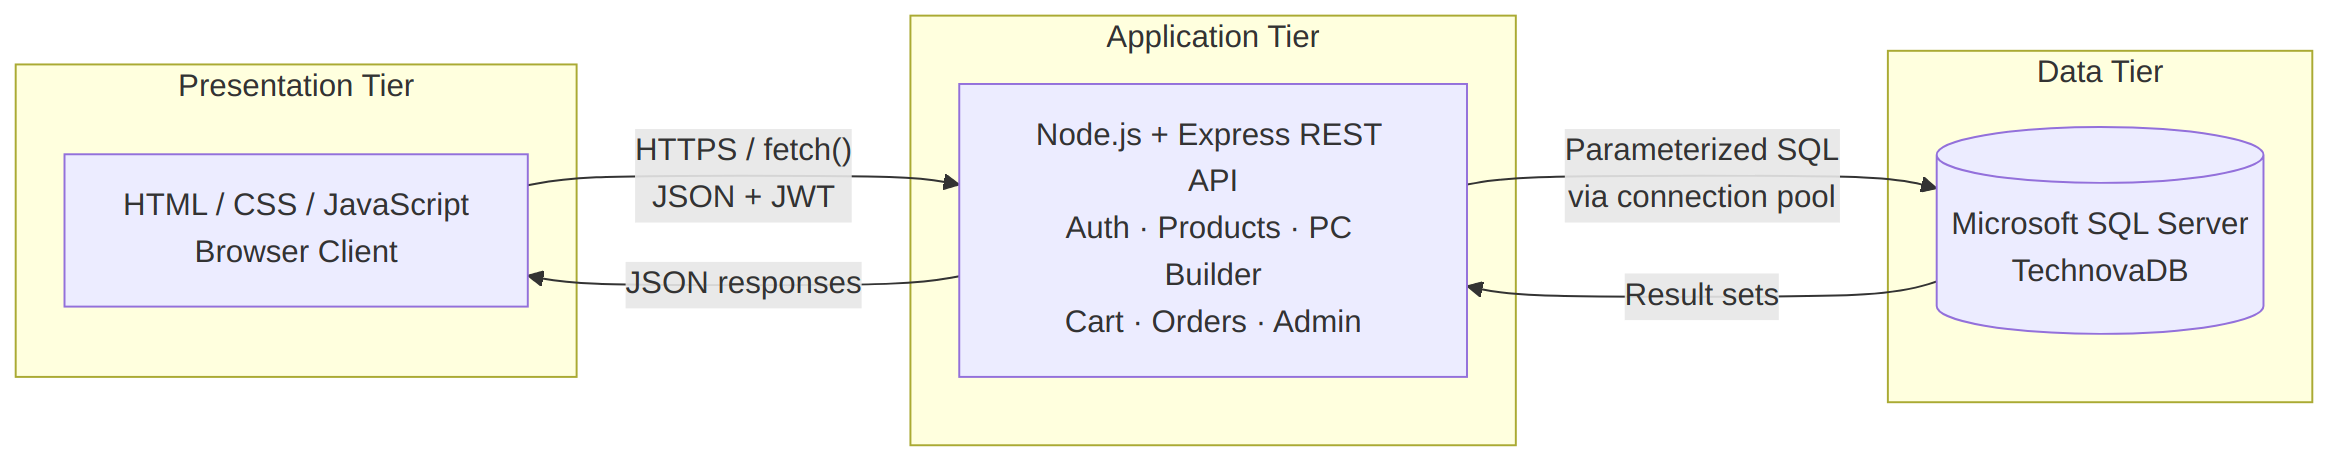 Presentation Tier
HTML / CSS / JavaScript
Browser Client
HTTPS / fetch()
JSON + JWT
JSON responses
Application Tier
Node.js + Express REST
API
Auth · Products · PC
Builder
Cart · Orders · Admin
Parameterized SQL
via connection pool
Result sets
Data Tier
Microsoft SQL Server
TechnovaDB